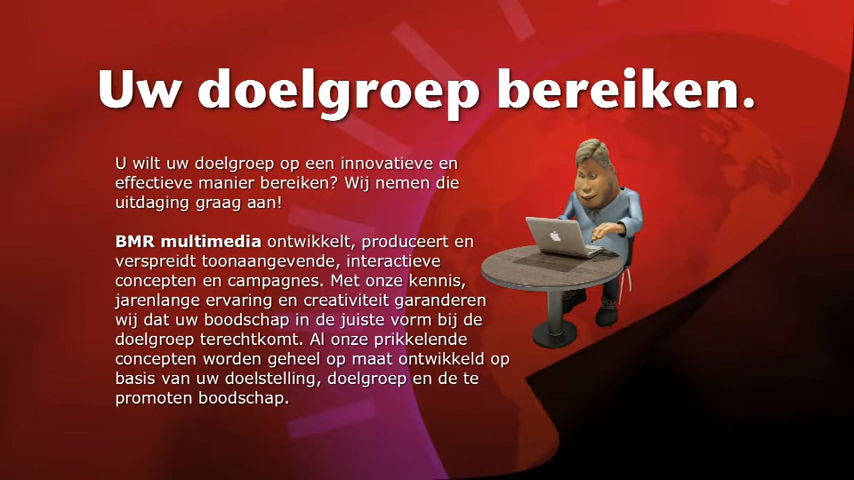 Uw doelgroep bereiken.
U wilt uw doelgroep op een innovatieve en
effectieve manier bereiken? Wij nemen die
uitdaging graag aan!
BMR multimedia ontwikkelt, produceert en
verspreidt toonaangevende, interactieve
concepten en campagnes. Met onze kennis,
jarenlange ervaring en creativiteit garanderen
wij dat uw boodschap in de juiste vorm bij de
doelgroep terechtkomt. Al onze prikkelende
concepten worden geheel op maat ontwikkeld op
basis van uw doelstelling, doelgroep en de te
promoten boodschap.